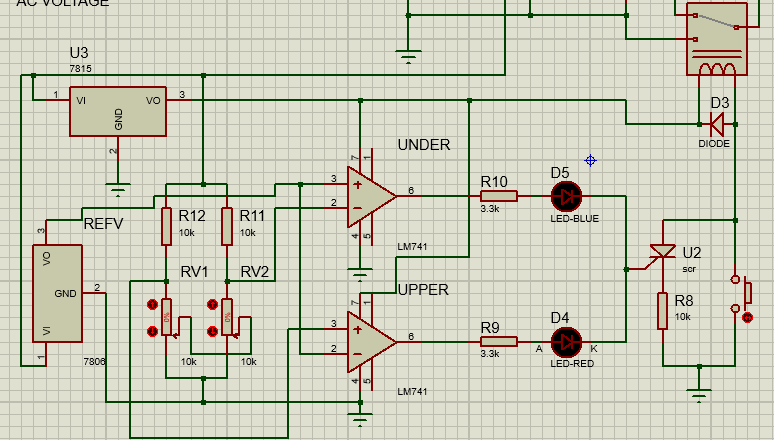 AC VOLTAGE
U3
7815
1 VI VO 3
GND
2
D3
DIODE
UNDER
7 1
3
2
6
4 5
LM741
R10
3.3k
D5
LED-BLUE
R12
10k
R11
10k
REFV
3
VO
GND 2
VI
1
7806
RV1
0%
10k
RV2
0%
10k
U2
scr
R8
10k
UPPER
7 1
3
2
6
4 5
LM741
R9
3.3k
D4
A K
LED-RED